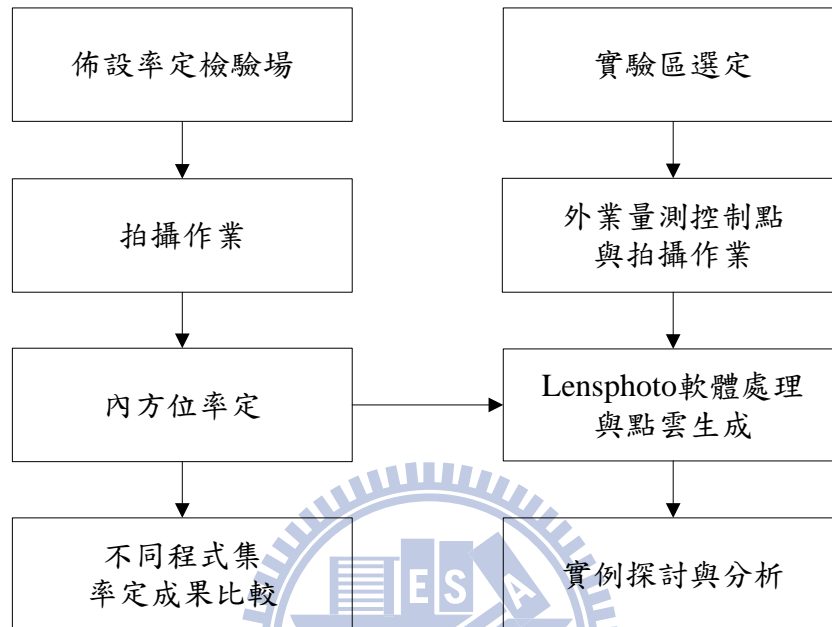 佈設率定檢驗場
實驗區選定
拍攝作業
外業量測控制點
與拍攝作業
內方位率定
Lensphoto軟體處理
與點雲生成
不同程式集
率定成果比較
實例探討與分析
E S A